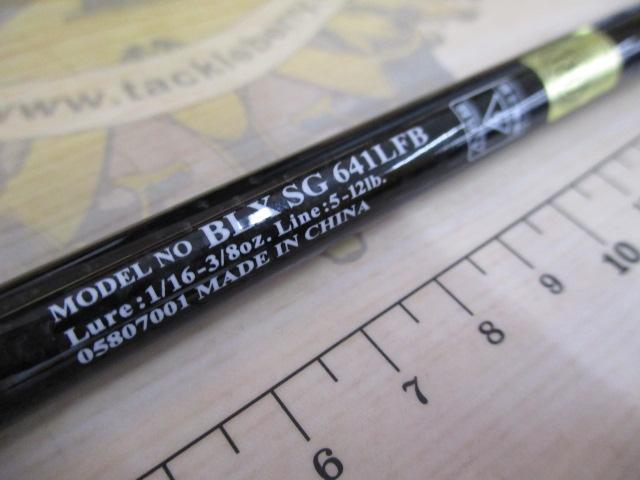 www.tackleberry
MODEL NO BLX SG 641LFB
Lure:1/16-3/8oz. Line:5-12lb.
05807001 MADE IN CHINA
6 7 8 9 10